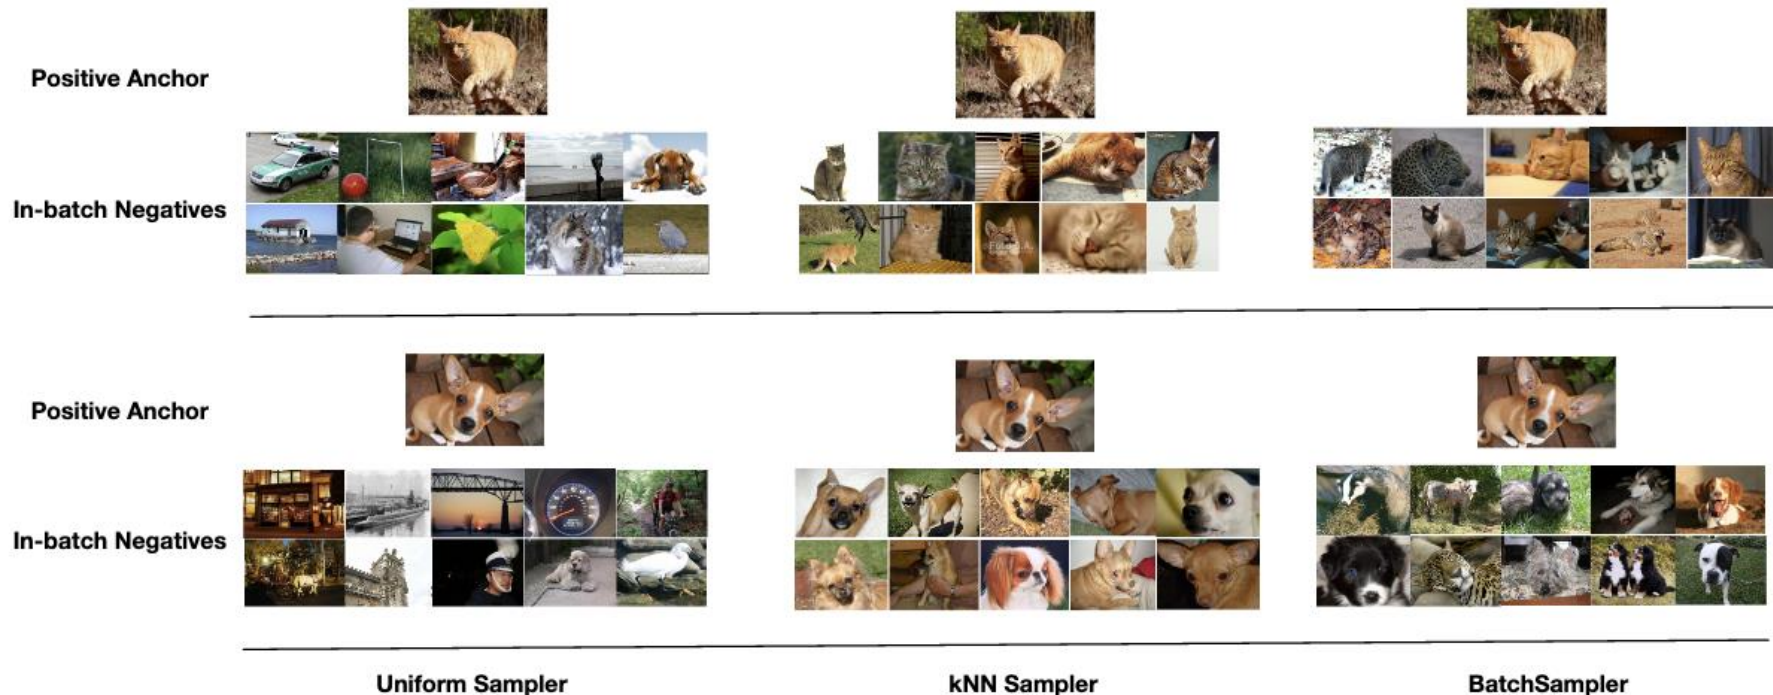 Positive Anchor
In-batch Negatives
Positive Anchor
In-batch Negatives
Uniform Sampler
kNN Sampler
BatchSampler